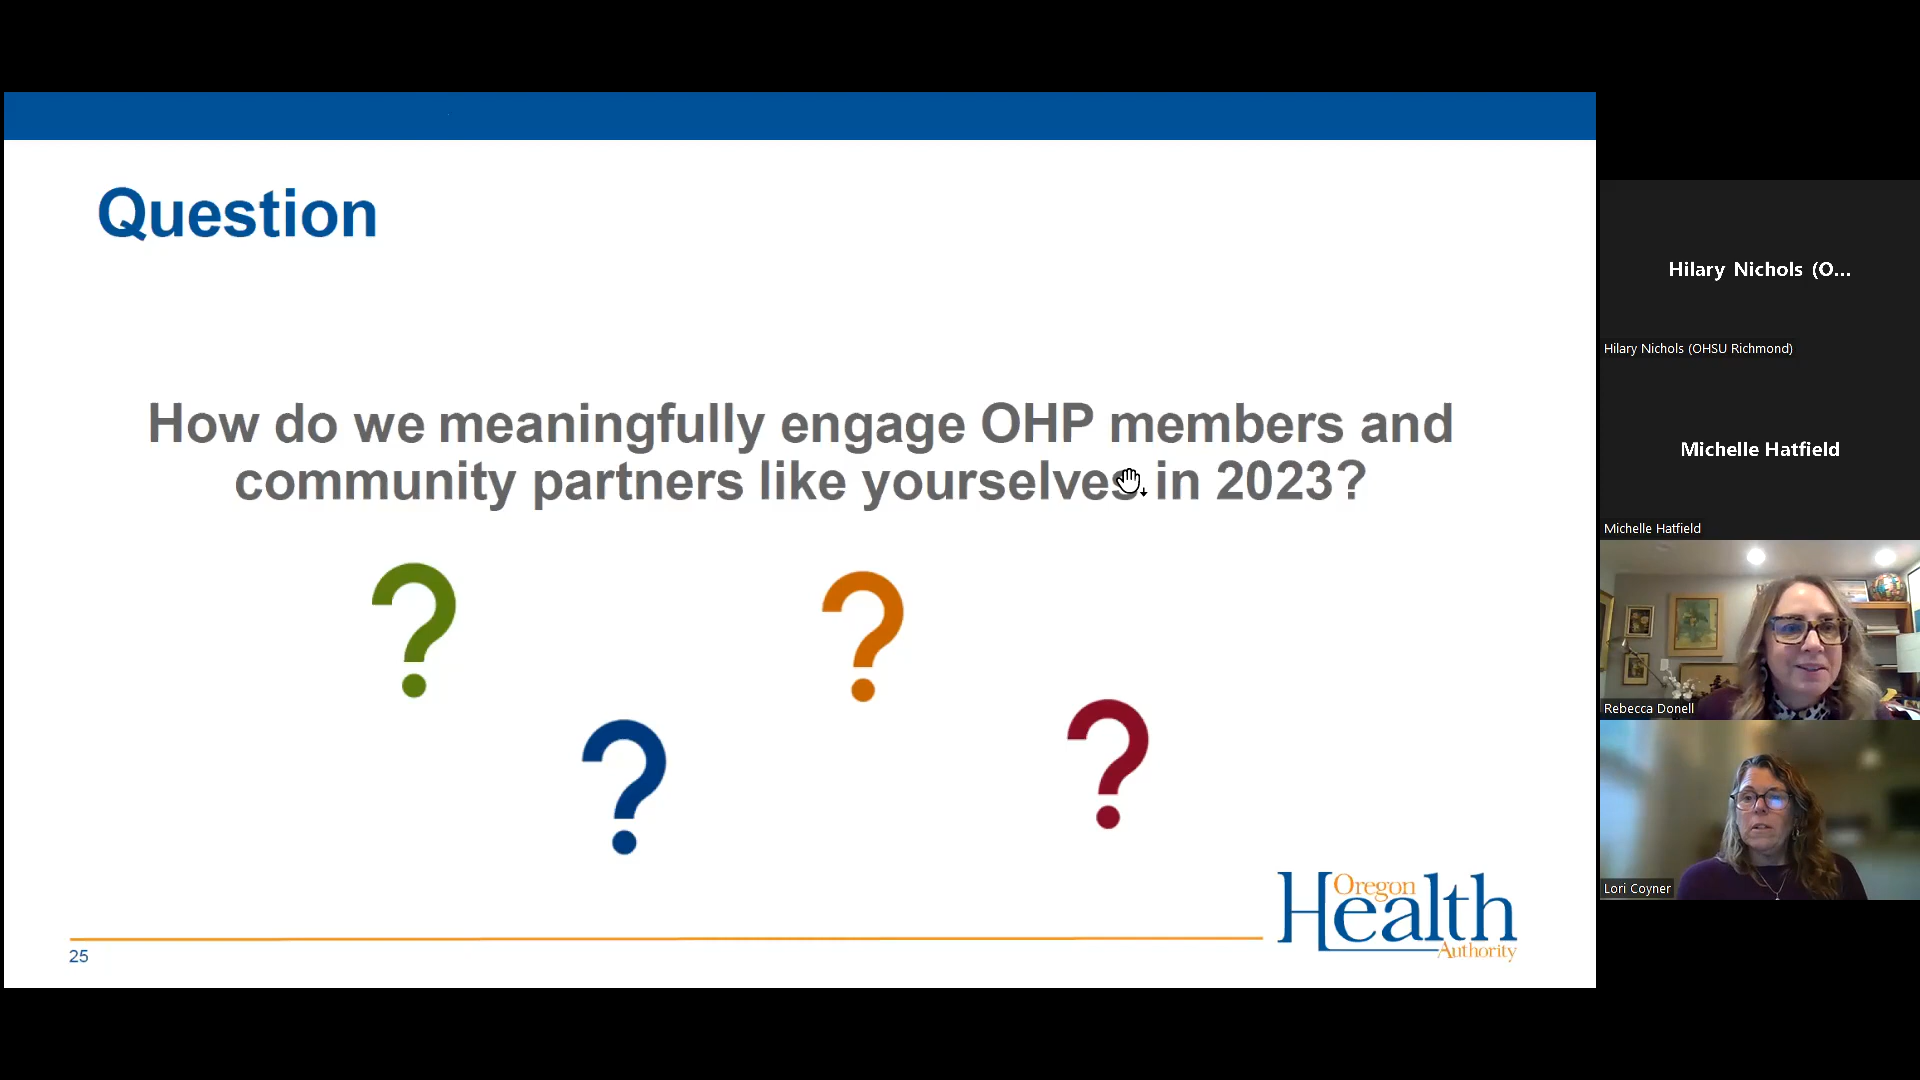 Question
How do we meaningfully engage OHP members and
community partners like yourselves in 2023?
? ? ? ?
25
Oregon
Health
Authority
Hilary Nichols (O...
Hilary Nichols (OHSU Richmond)
Michelle Hatfield
Michelle Hatfield
Rebecca Donell
Lori Coyner